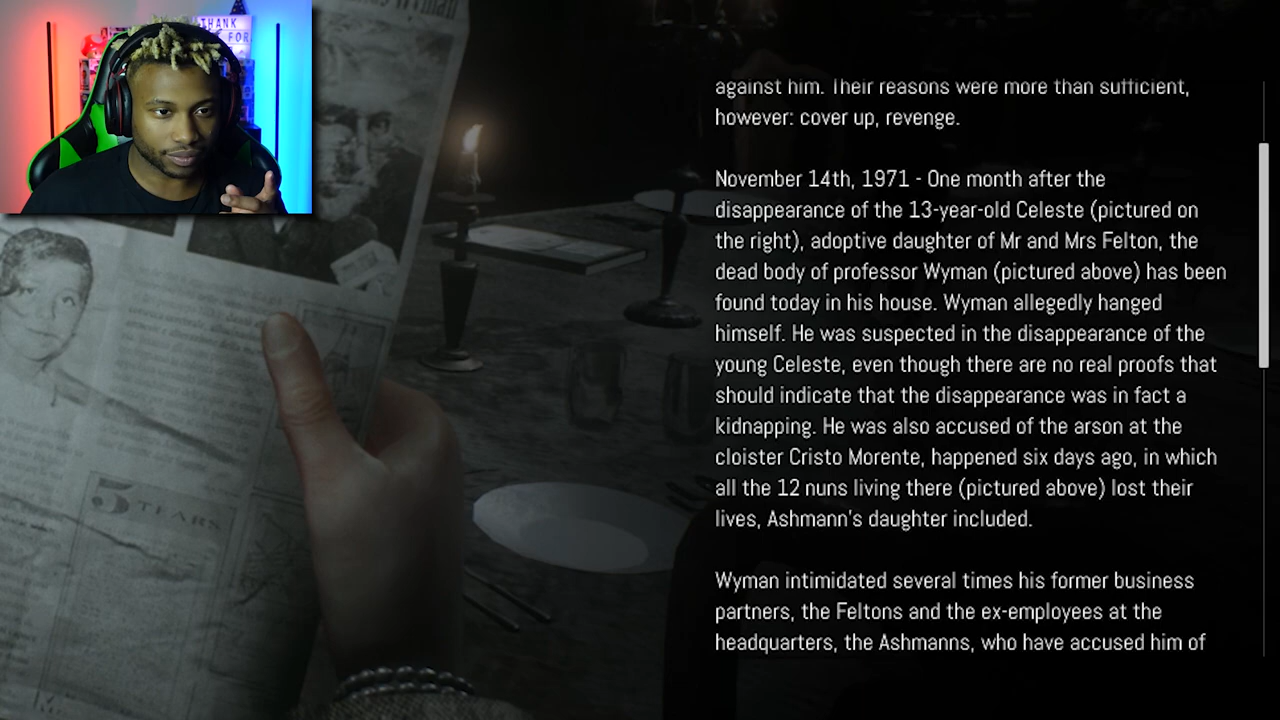 THANK
FOR
Wyman
5 TEARS
against him. Their reasons were more than sufficient,
however: cover up, revenge.
November 14th, 1971 - One month after the
disappearance of the 13-year-old Celeste (pictured on
the right), adoptive daughter of Mr and Mrs Felton, the
dead body of professor Wyman (pictured above) has been
found today in his house. Wyman allegedly hanged
himself. He was suspected in the disappearance of the
young Celeste, even though there are no real proofs that
should indicate that the disappearance was in fact a
kidnapping. He was also accused of the arson at the
cloister Cristo Morente, happened six days ago, in which
all the 12 nuns living there (pictured above) lost their
lives, Ashmann's daughter included.
Wyman intimidated several times his former business
partners, the Feltons and the ex-employees at the
headquarters, the Ashmanns, who have accused him of